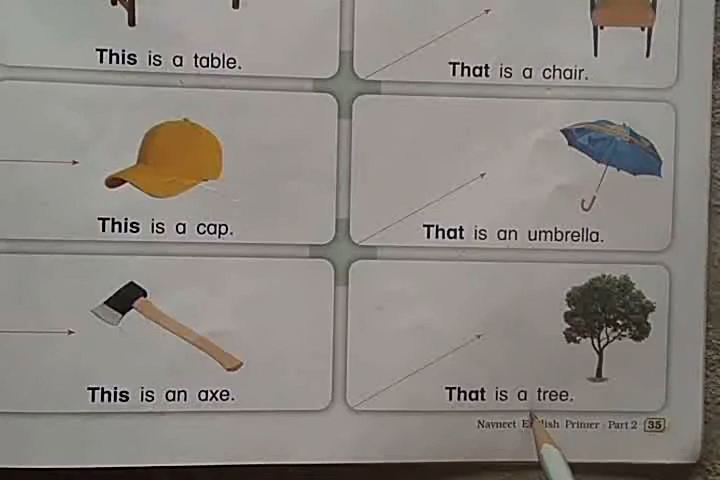 This is a table.
That is a chair.
This is a cap.
That is an umbrella.
This is an axe.
That is a tree.
Navneet English Primer - Part 2 35